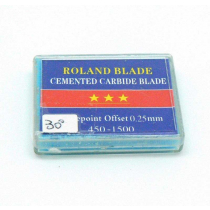 ROLAND BLADE
CEMENTED CARBIDE BLADE
30°
point Offset 0.25mm
450-1500